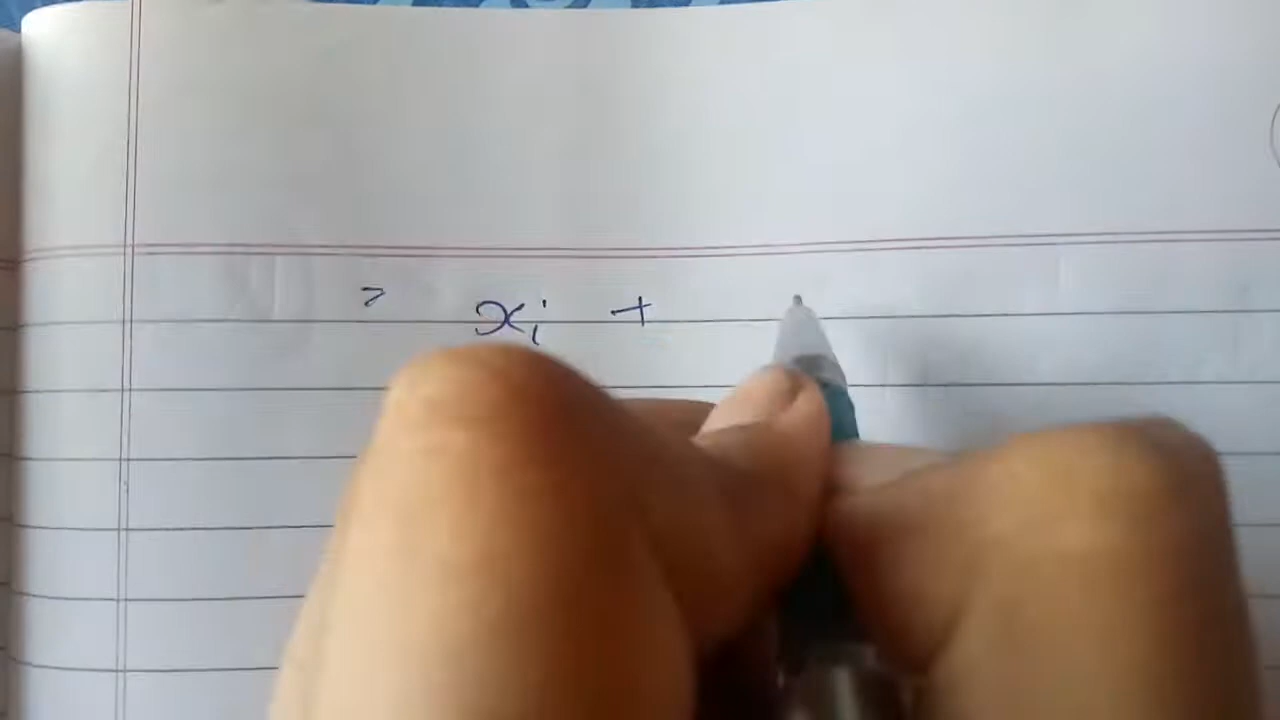 = xᵢ +